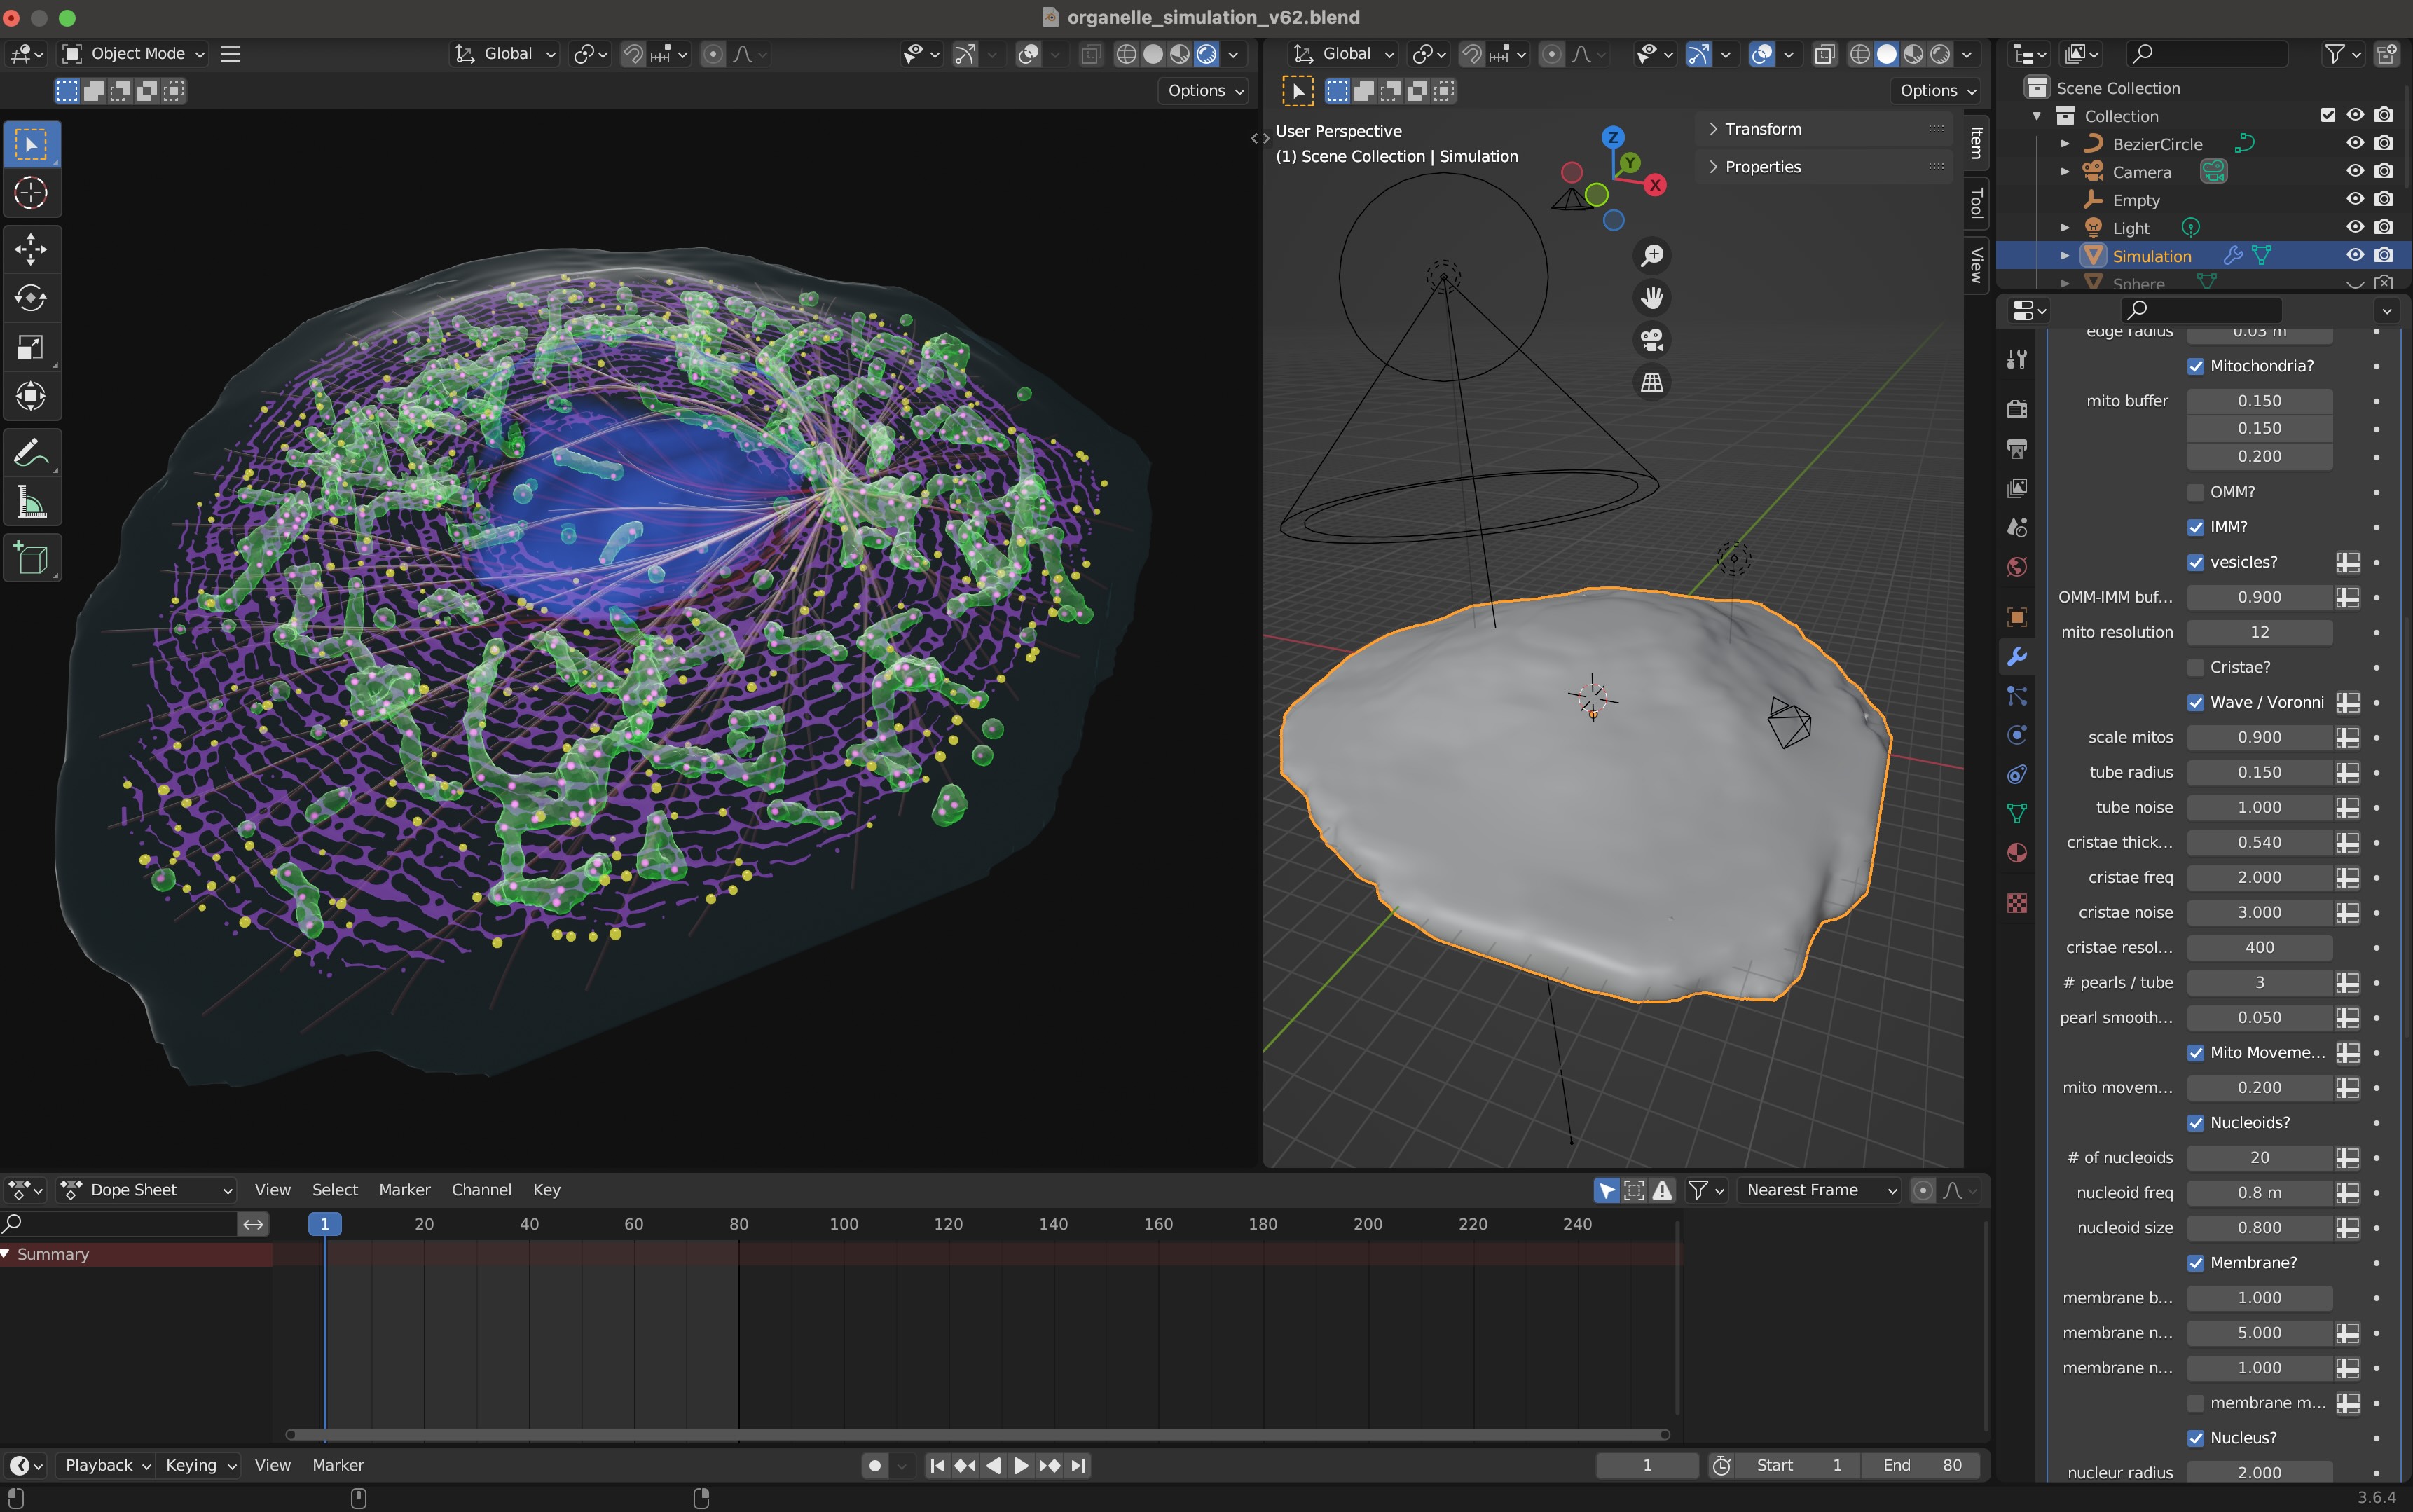 organelle_simulation_v62.blend
Object Mode
Global
Options
Global
Options
User Perspective
(1) Scene Collection | Simulation
Z
Y
X
Transform
Properties
Item
Tool
View
Scene Collection
Collection
BezierCircle
Camera
Empty
Light
Simulation
Sphere
edge radius 0.03 m
Mitochondria?
mito buffer 0.150
0.150
0.200
OMM?
IMM?
vesicles?
OMM-IMM buf... 0.900
mito resolution 12
Cristae?
Wave / Voronni
scale mitos 0.900
tube radius 0.150
tube noise 1.000
cristae thick... 0.540
cristae freq 2.000
cristae noise 3.000
cristae resol... 400
# pearls / tube 3
pearl smooth... 0.050
Mito Moveme...
mito movem... 0.200
Nucleoids?
# of nucleoids 20
nucleoid freq 0.8 m
nucleoid size 0.800
Membrane?
membrane b... 1.000
membrane n... 5.000
membrane n... 1.000
membrane m...
Nucleus?
nucleur radius 2.000
Dope Sheet View Select Marker Channel Key Nearest Frame
1 20 40 60 80 100 120 140 160 180 200 220 240
Summary
Playback Keying View Marker 1 Start 1 End 80
3.6.4